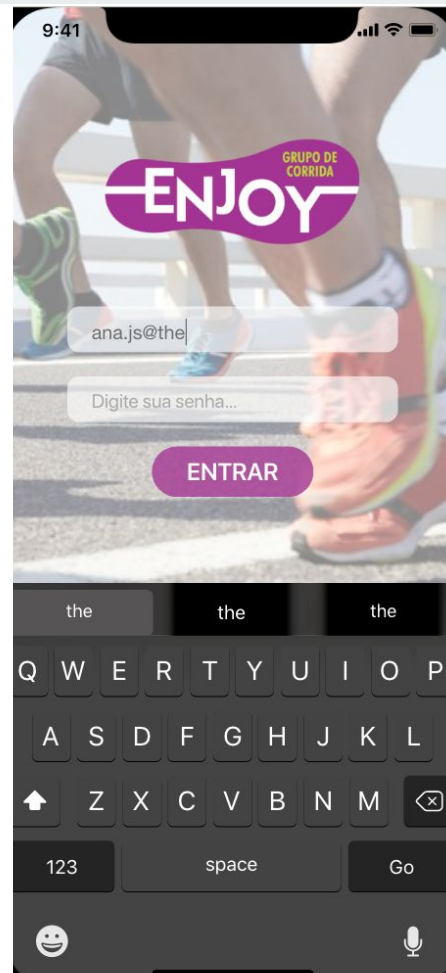 9:41
GRUPO DE
CORRIDA
ENJOY
ana.js@the
Digite sua senha...
ENTRAR
the the the
Q W E R T Y U I O P
A S D F G H J K L
Z X C V B N M
123 space Go